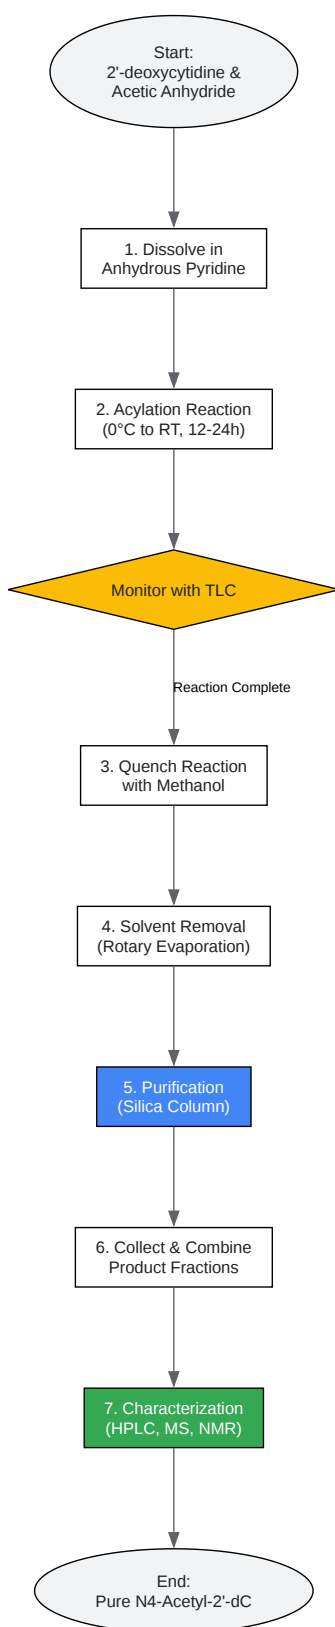 Start:
2'-deoxycytidine &
Acetic Anhydride
1. Dissolve in
Anhydrous Pyridine
2. Acylation Reaction
(0°C to RT, 12-24h)
Monitor with TLC
Reaction Complete
3. Quench Reaction
with Methanol
4. Solvent Removal
(Rotary Evaporation)
5. Purification
(Silica Column)
6. Collect & Combine
Product Fractions
7. Characterization
(HPLC, MS, NMR)
End:
Pure N4-Acetyl-2'-dC